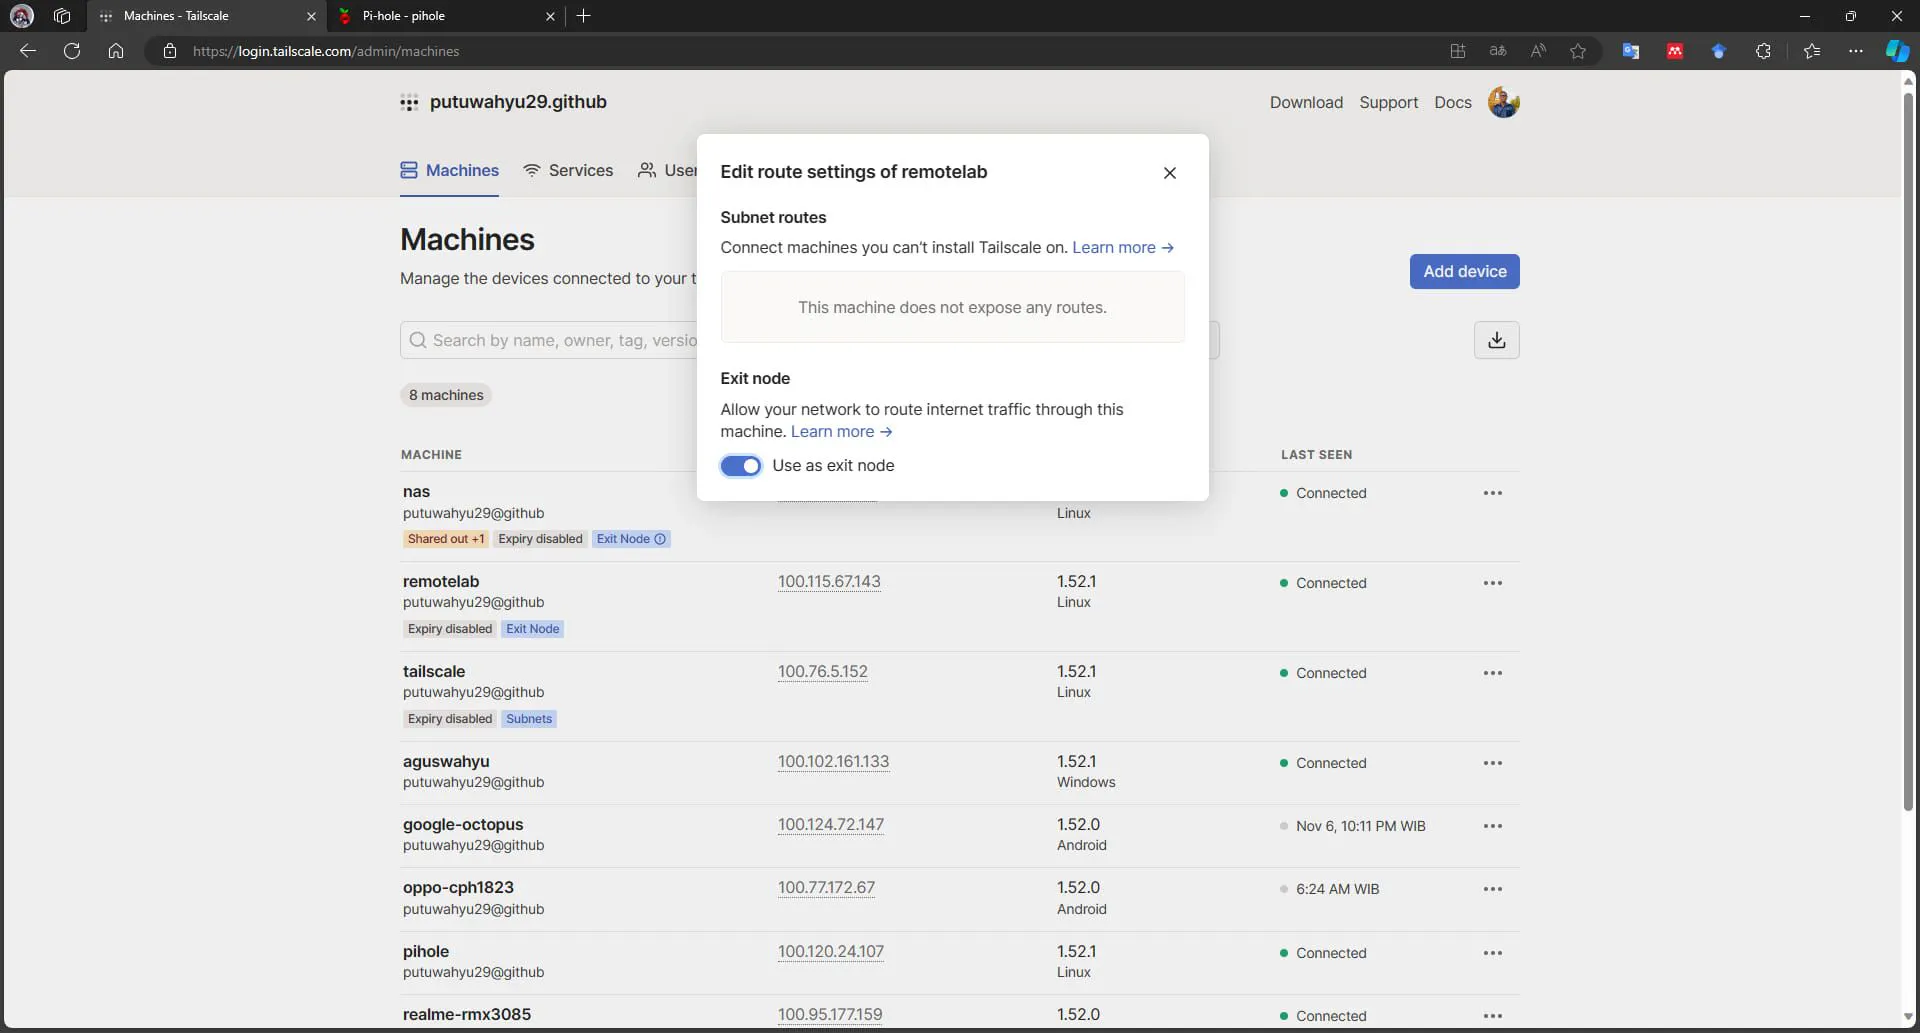 Machines - Tailscale
Pi-hole - pihole
https://login.tailscale.com/admin/machines
putuwahyu29.github
Download Support Docs
Machines Services User
Edit route settings of remotelab
Subnet routes
Connect machines you can't install Tailscale on. Learn more →
This machine does not expose any routes.
Exit node
Allow your network to route internet traffic through this
machine. Learn more →
Use as exit node
Machines
Manage the devices connected to your t
Add device
Search by name, owner, tag, versio
8 machines
MACHINE LAST SEEN
nas Connected
putuwahyu29@github Linux
Shared out +1 Expiry disabled Exit Node
remotelab 100.115.67.143 1.52.1 Connected
putuwahyu29@github Linux
Expiry disabled Exit Node
tailscale 100.76.5.152 1.52.1 Connected
putuwahyu29@github Linux
Expiry disabled Subnets
aguswahyu 100.102.161.133 1.52.1 Connected
putuwahyu29@github Windows
google-octopus 100.124.72.147 1.52.0 Nov 6, 10:11 PM WIB
putuwahyu29@github Android
oppo-cph1823 100.77.172.67 1.52.0 6:24 AM WIB
putuwahyu29@github Android
pihole 100.120.24.107 1.52.1 Connected
putuwahyu29@github Linux
realme-rmx3085 100.95.177.159 1.52.0 Connected